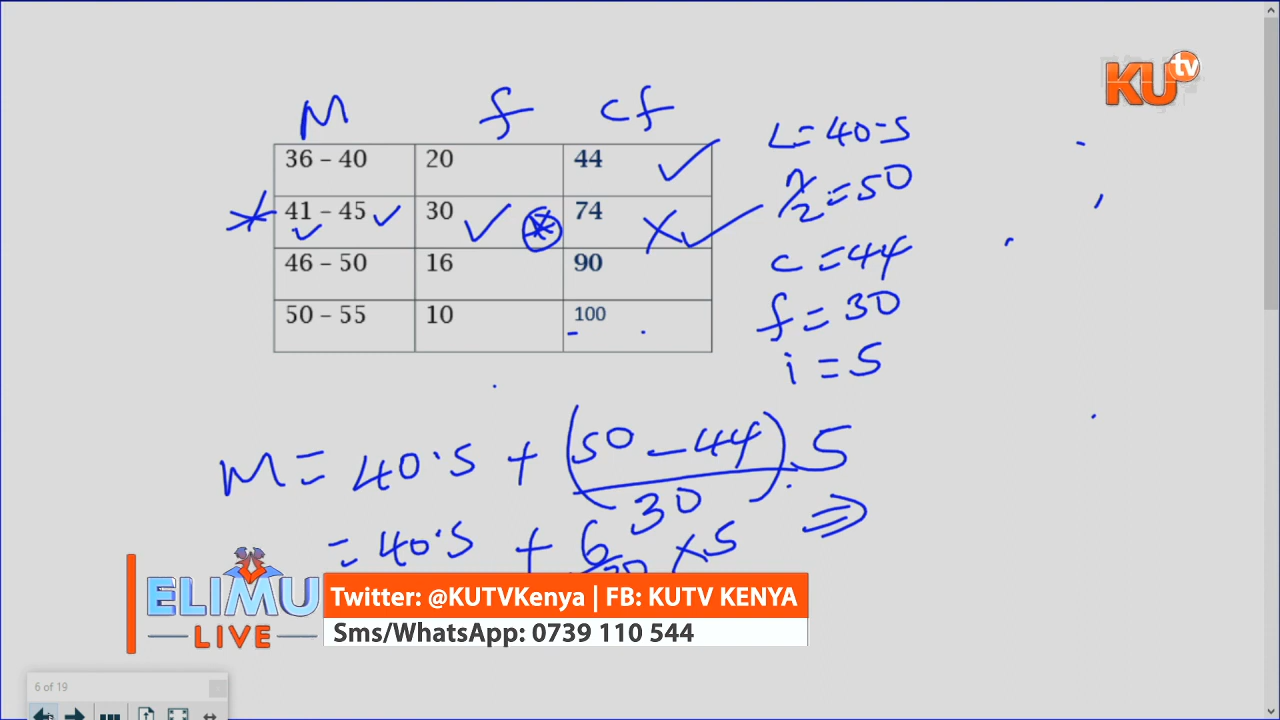 KU tv
M f cf
36 – 40 20 44
41 – 45 30 74
46 – 50 16 90
50 – 55 10 100
L = 40.5
n/2 = 50
c = 44
f = 30
i = 5
M = 40.5 + (50 – 44 / 30) . 5
= 40.5 + 6/30 × 5 ⇒
ELIMU
LIVE
Twitter: @KUTVKenya | FB: KUTV KENYA
Sms/WhatsApp: 0739 110 544
6 of 19